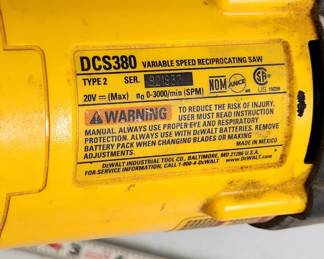 DCS380 VARIABLE SPEED RECIPROCATING SAW
TYPE 2 SER.
NOM ANCE
20V ⎓ (Max) n₀ 0-3000/min (SPM)
WARNING TO REDUCE THE RISK OF INJURY,
USER MUST READ INSTRUCTION
MANUAL. ALWAYS USE PROPER EYE AND RESPIRATORY
PROTECTION. ALWAYS USE DEWALT BATTERIES. REMOVE
BATTERY PACK WHEN CHANGING BLADES OR MAKING ANY
ADJUSTMENTS.
MADE IN MEXICO
DEWALT INDUSTRIAL TOOL CO., BALTIMORE, MD 21286 U.S.A.
FOR SERVICE INFORMATION, CALL 1-800-4-DEWALT
www.DEWALT.com